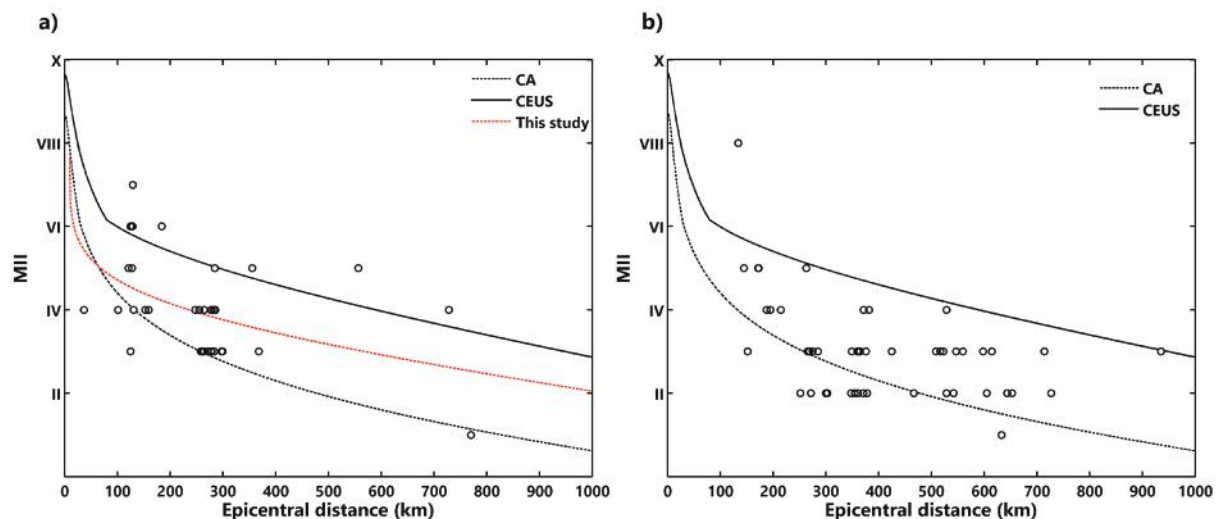 a)
X
VIII
VI
IV
II
MII
CA
CEUS
This study
0 100 200 300 400 500 600 700 800 900 1000
Epicentral distance (km)
b)
X
VIII
VI
IV
II
MII
CA
CEUS
0 100 200 300 400 500 600 700 800 900 1000
Epicentral distance (km)